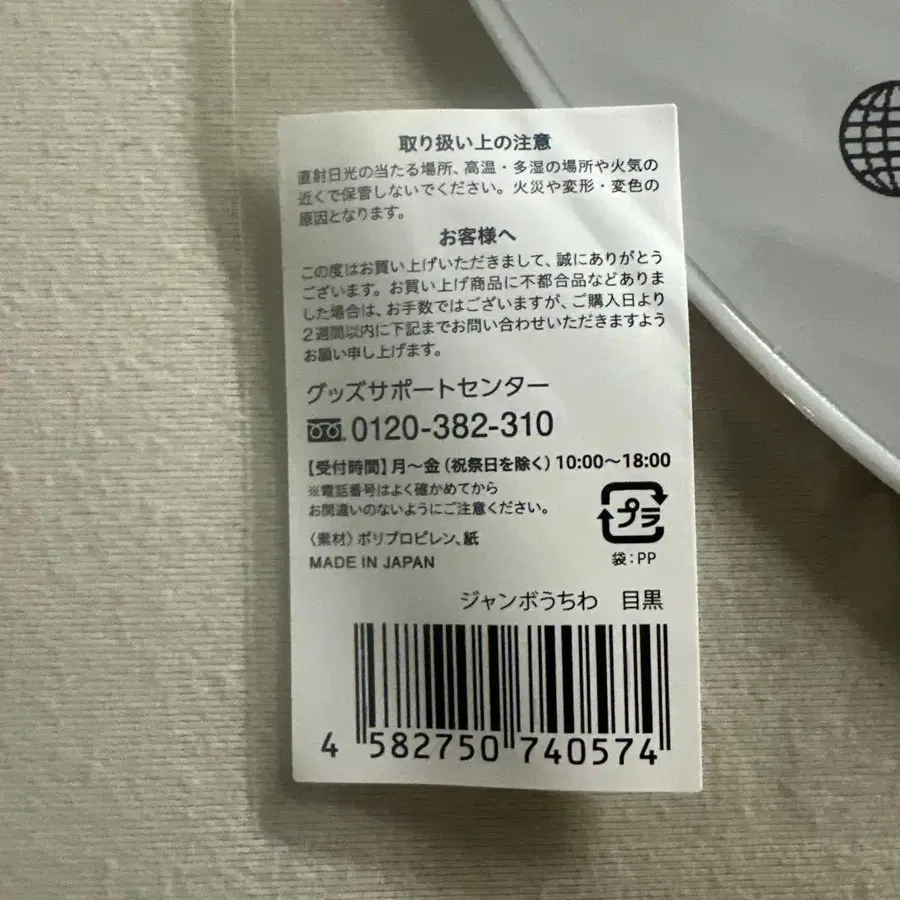 取り扱い上の注意
直射日光の当たる場所、高温・多湿の場所や火気の
近くで保管しないでください。火災や変形・変色の
原因となります。
お客様へ
この度はお買い上げいただきまして、誠にありがとう
ございます。お買い上げ商品に不都合品などありま
した場合は、お手数ではございますが、ご購入日より
2週間以内に下記までお問い合わせいただきますよう
お願い申し上げます。
グッズサポートセンター
0120-382-310
【受付時間】月～金（祝祭日を除く）10:00～18:00
※電話番号はよく確かめてから
お間違いのないようにご注意ください。
プラ
袋：PP
〈素材〉ポリプロピレン、紙
MADE IN JAPAN
ジャンボうちわ　目黒
4 582750 740574